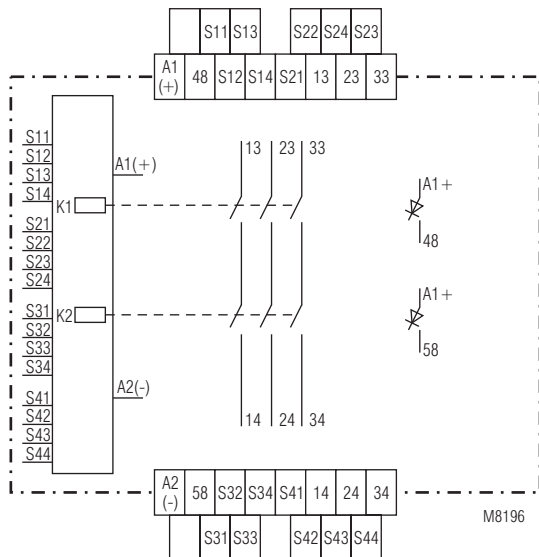 S11 S13 S22 S24 S23
A1 (+) 48 S12 S14 S21 13 23 33
S11
S12
S13
S14
A1(+)
K1
S21
S22
S23
S24
S31
K2
S32
S33
S34
A2(-)
S41
S42
S43
S44
13 23 33
14 24 34
A1+
48
A1+
58
A2 (-) 58 S32 S34 S41 14 24 34
S31 S33 S42 S43 S44
M8196